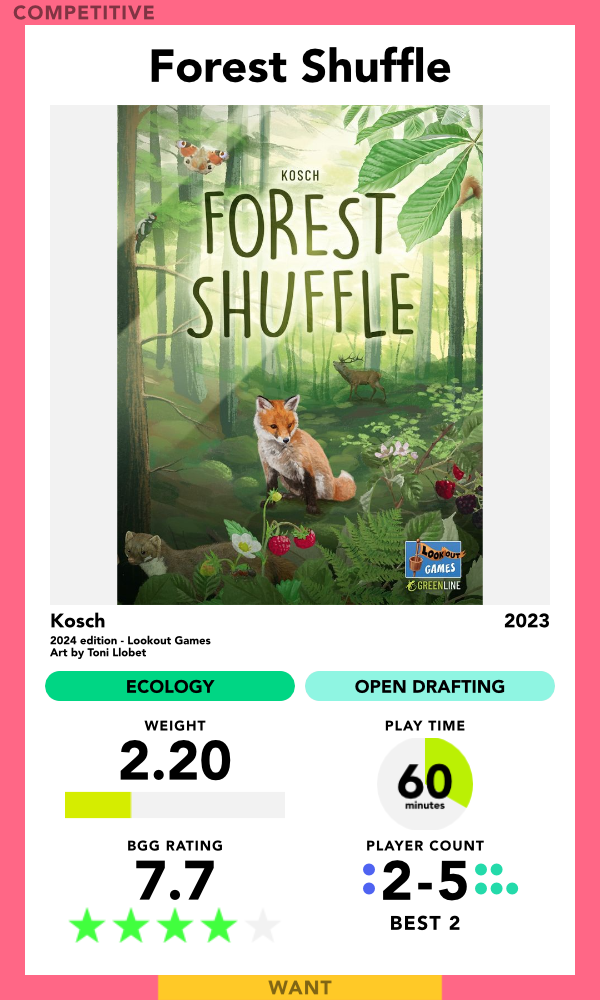 COMPETITIVE
Forest Shuffle
KOSCH
FOREST
SHUFFLE
LOOKOUT
GAMES
GREENLINE
Kosch
2023
2024 edition - Lookout Games
Art by Toni Llobet
ECOLOGY
OPEN DRAFTING
WEIGHT
2.20
PLAY TIME
60
minutes
BGG RATING
7.7
PLAYER COUNT
2-5
BEST 2
WANT